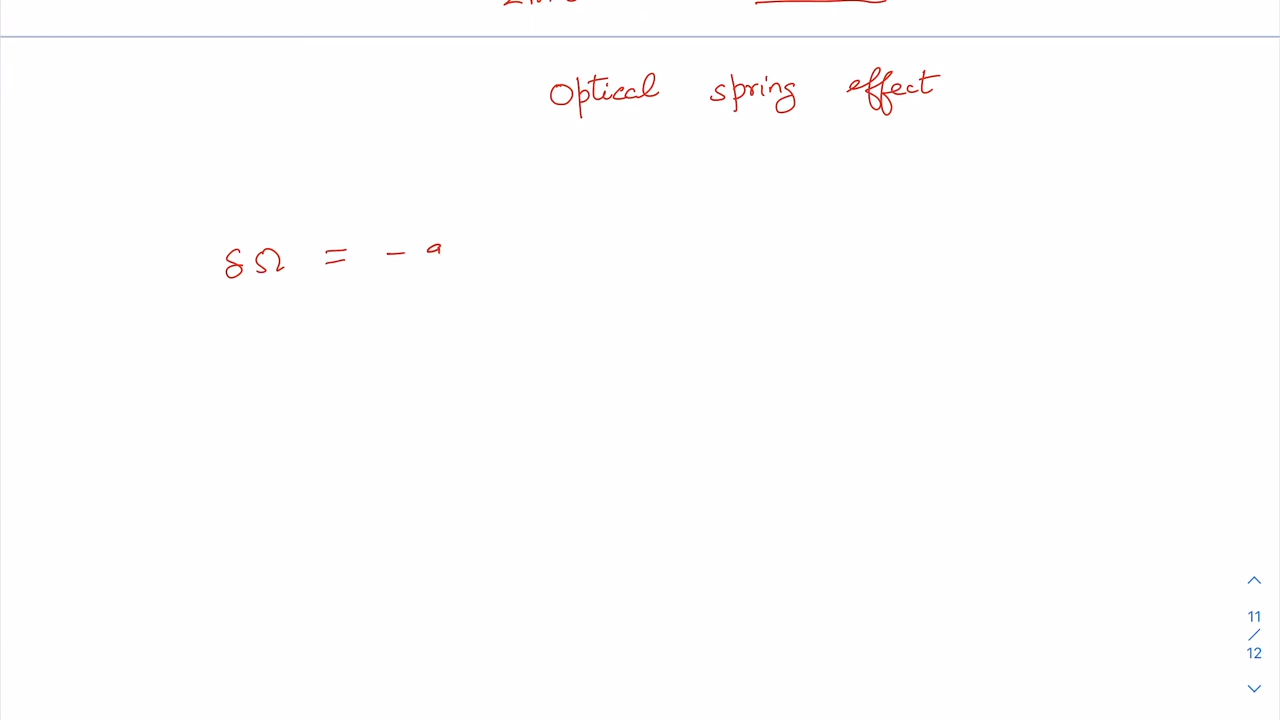 Optical spring effect
δΩ = -
11
/
12